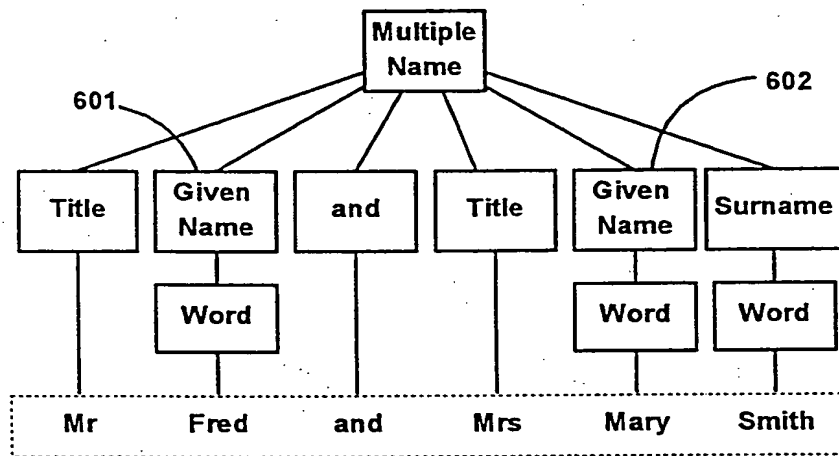 Multiple
Name
601
602
Title
Given
Name
and
Title
Given
Name
Surname
Word
Word
Word
Mr Fred and Mrs Mary Smith